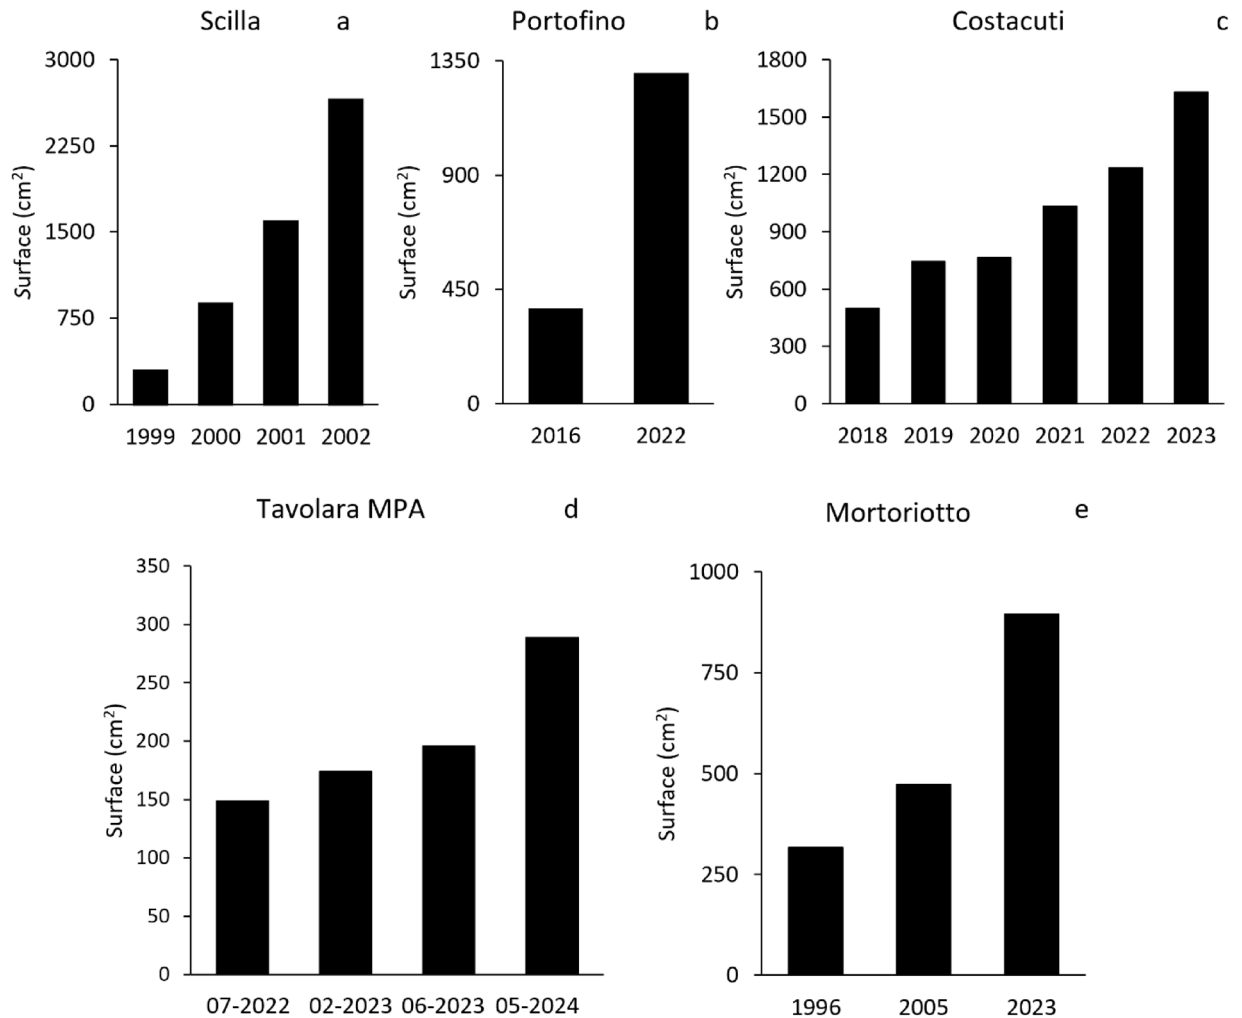 Scilla a
3000
2250
1500
750
0
Surface (cm²)
1999 2000 2001 2002
Portofino b
1350
900
450
0
Surface (cm²)
2016 2022
Costacuti c
1800
1500
1200
900
600
300
0
Surface (cm²)
2018 2019 2020 2021 2022 2023
Tavolara MPA d
350
300
250
200
150
100
50
0
Surface (cm²)
07-2022 02-2023 06-2023 05-2024
Mortoriotto e
1000
750
500
250
0
Surface (cm²)
1996 2005 2023